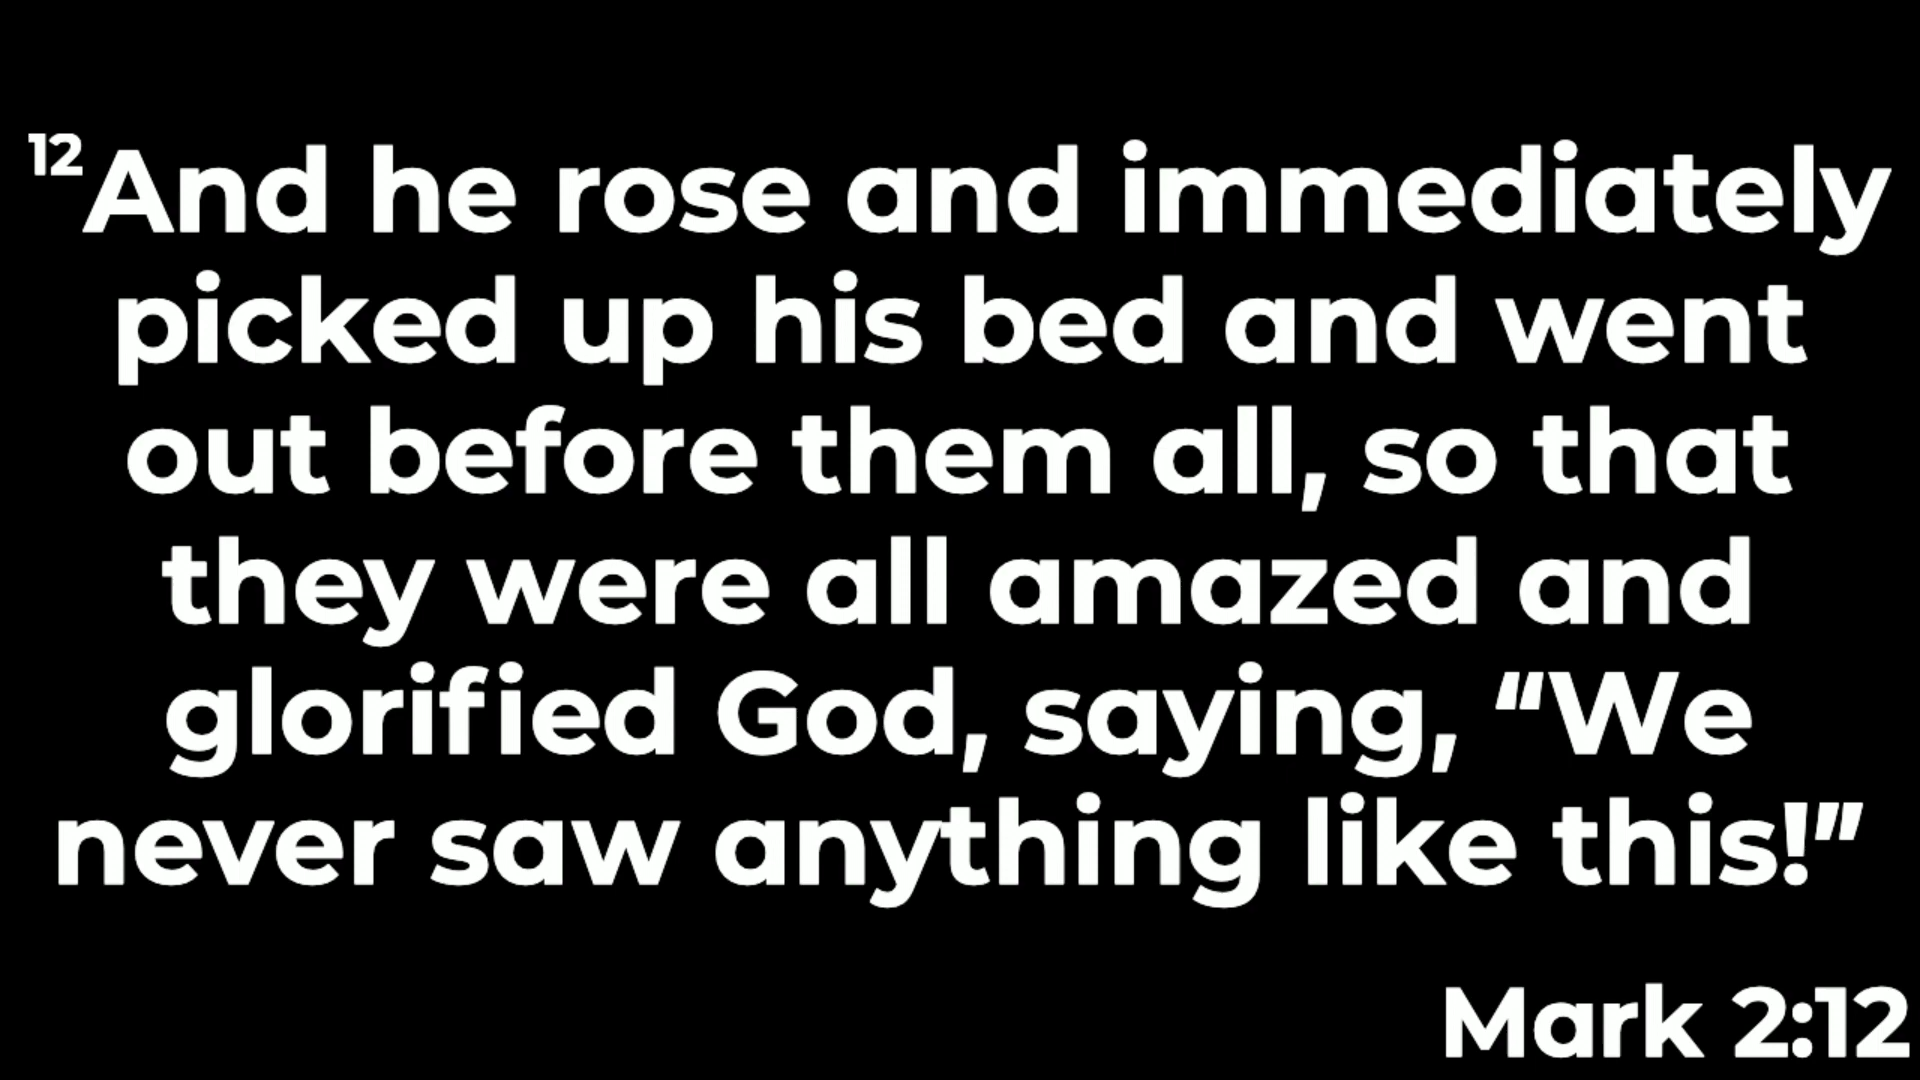 12And he rose and immediately
picked up his bed and went
out before them all, so that
they were all amazed and
glorified God, saying, “We
never saw anything like this!”
Mark 2:12